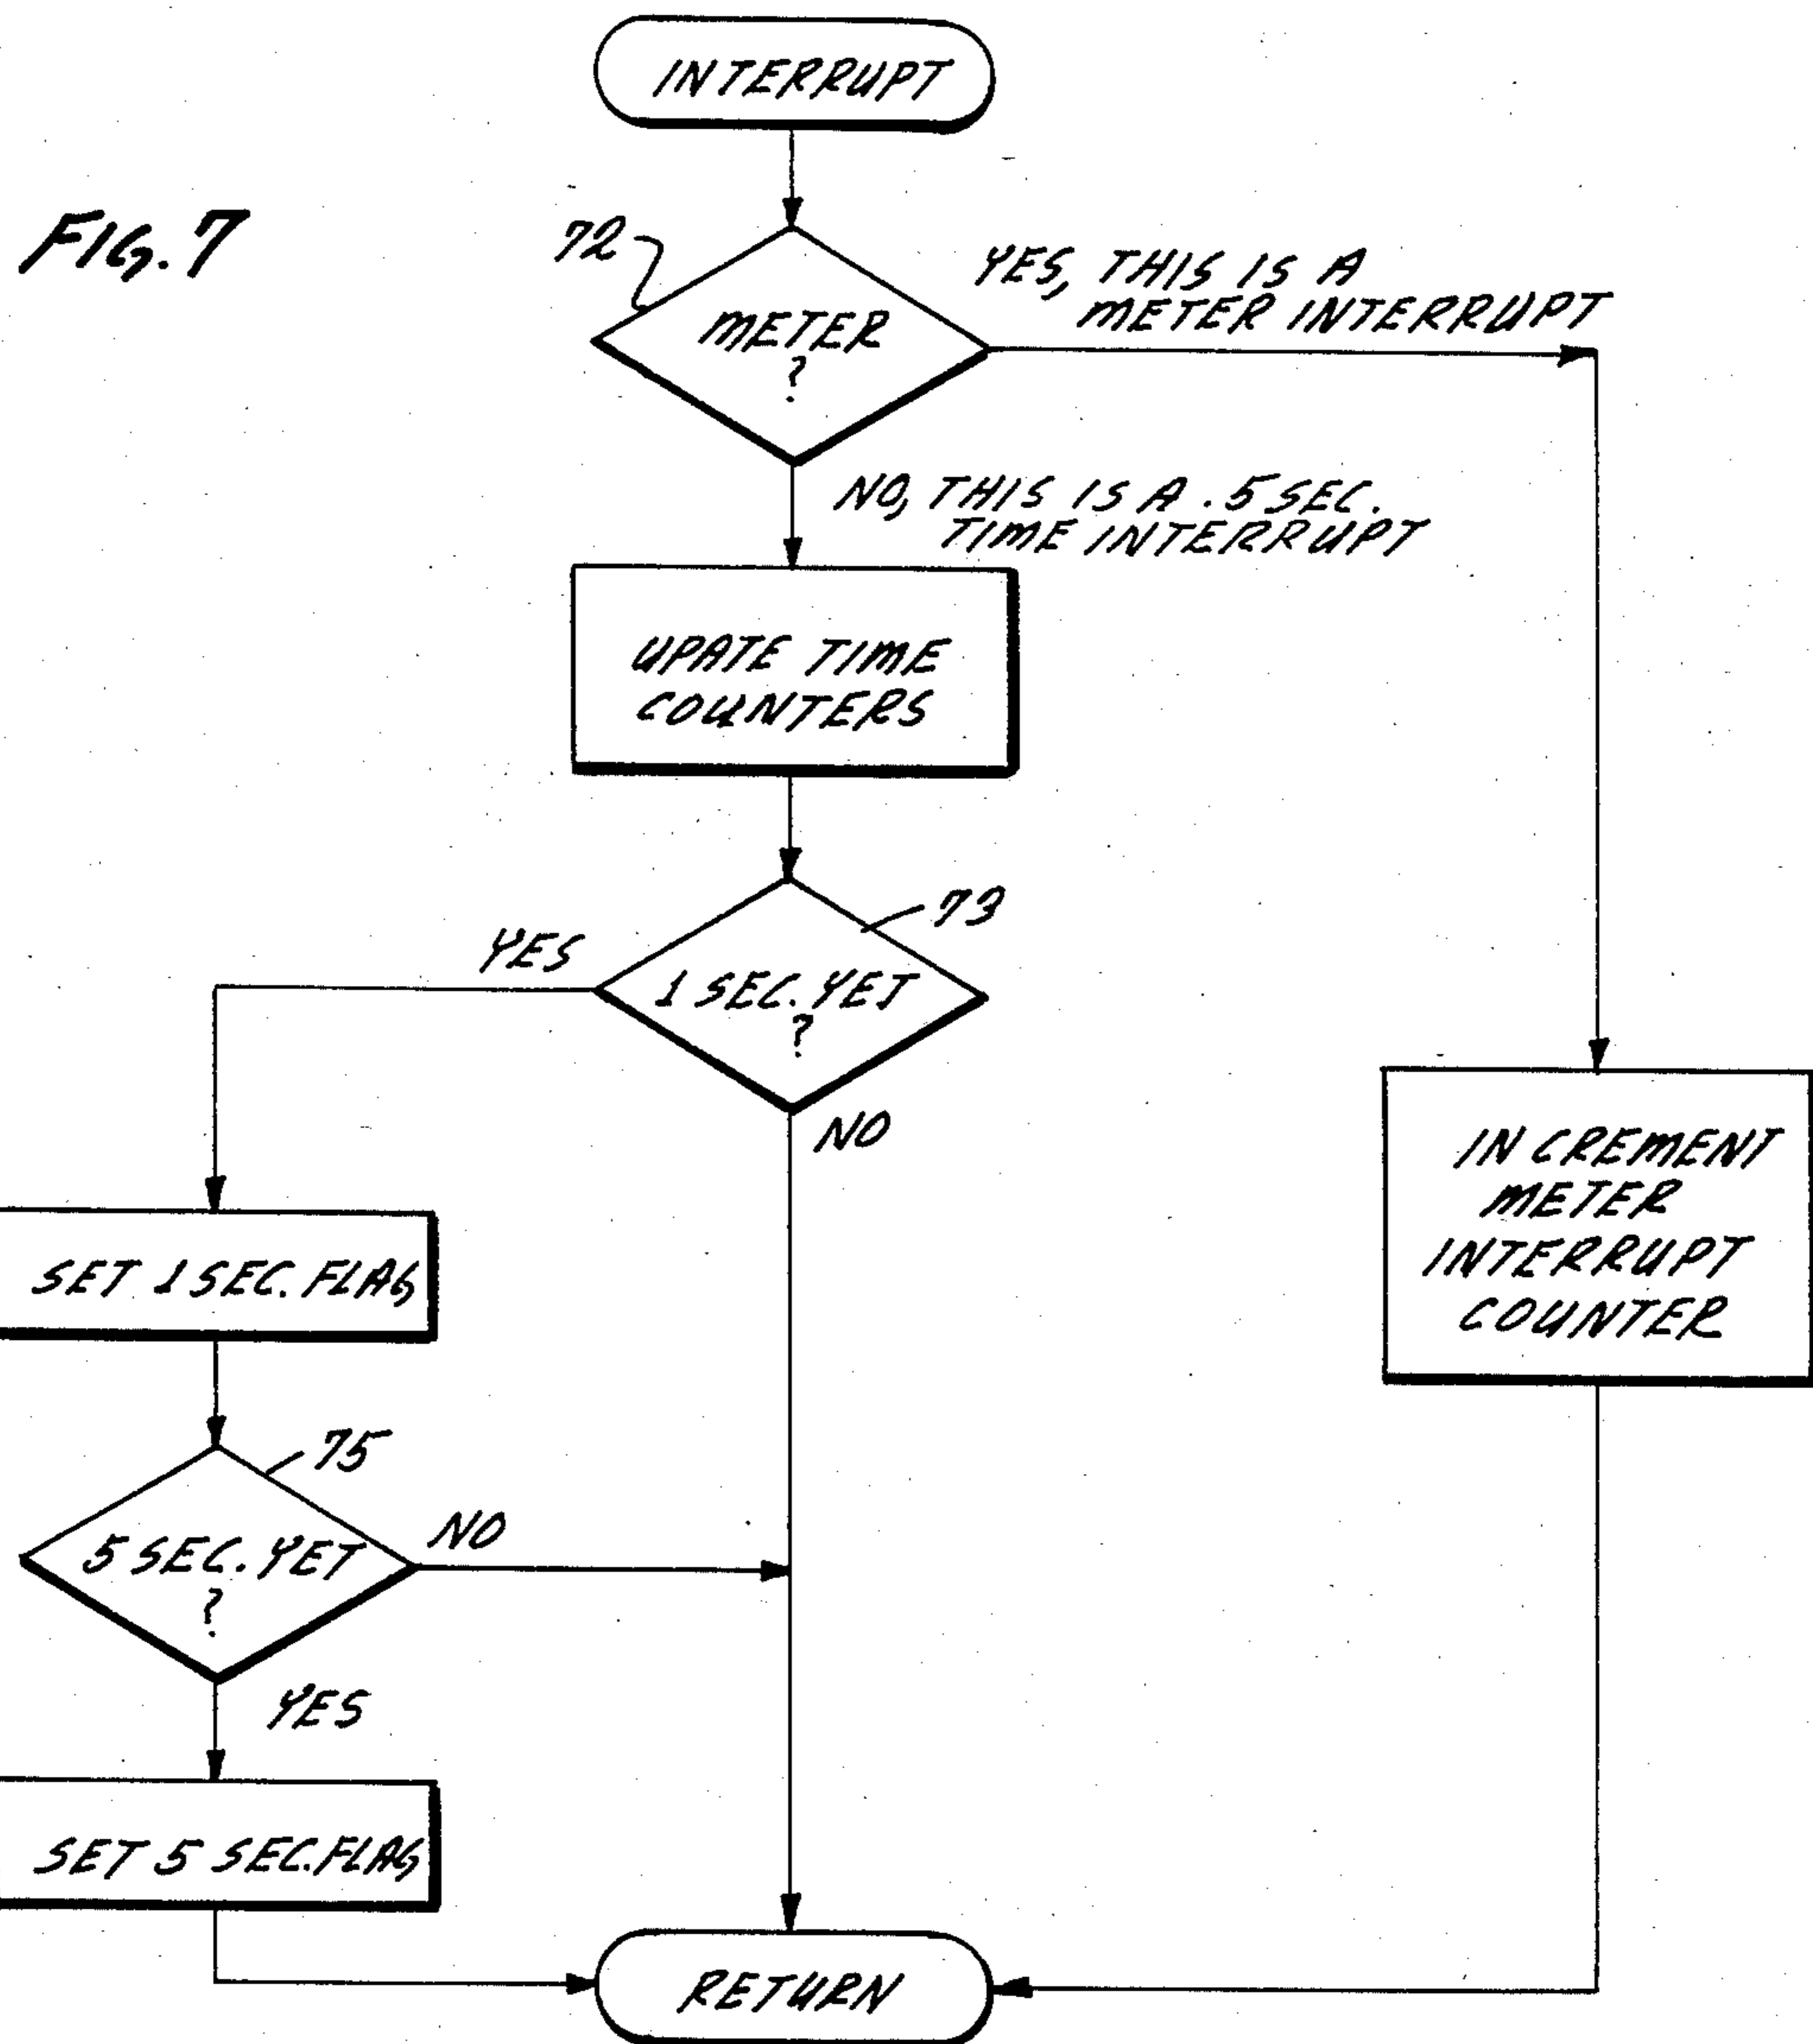 INTERRUPT
FIG. 7
72
METER
?
YES, THIS IS A
METER INTERRUPT
NO, THIS IS A .5 SEC.
TIME INTERRUPT
UPATE TIME
COUNTERS
73
YES
1 SEC. YET
?
NO
IN CREMENT
METER
INTERRUPT
COUNTER
SET 1 SEC. FLAG
75
5 SEC. YET
?
NO
YES
SET 5 SEC. FLAG
RETURN